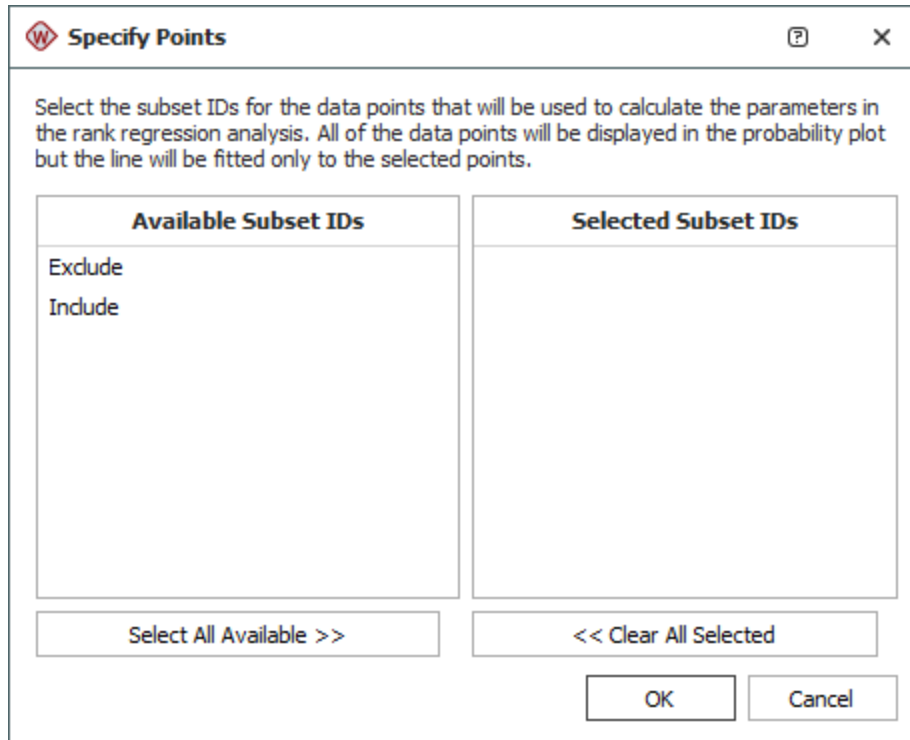 W Specify Points ?
Select the subset IDs for the data points that will be used to calculate the parameters in
the rank regression analysis. All of the data points will be displayed in the probability plot
but the line will be fitted only to the selected points.
Available Subset IDs
Selected Subset IDs
Exclude
Include
Select All Available >>
<< Clear All Selected
OK
Cancel